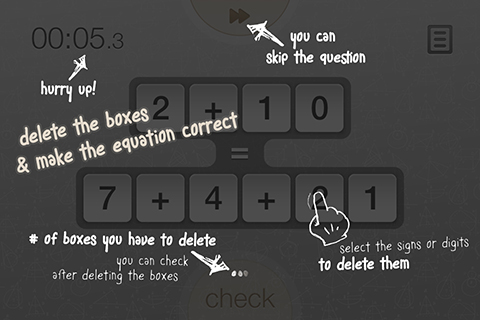 00:05.3
you can
skip the question
hurry up!
2 + 1 0
delete the boxes
& make the equation correct
=
7 + 4 + 2 1
# of boxes you have to delete
you can check
after deleting the boxes
select the signs or digits
to delete them
check